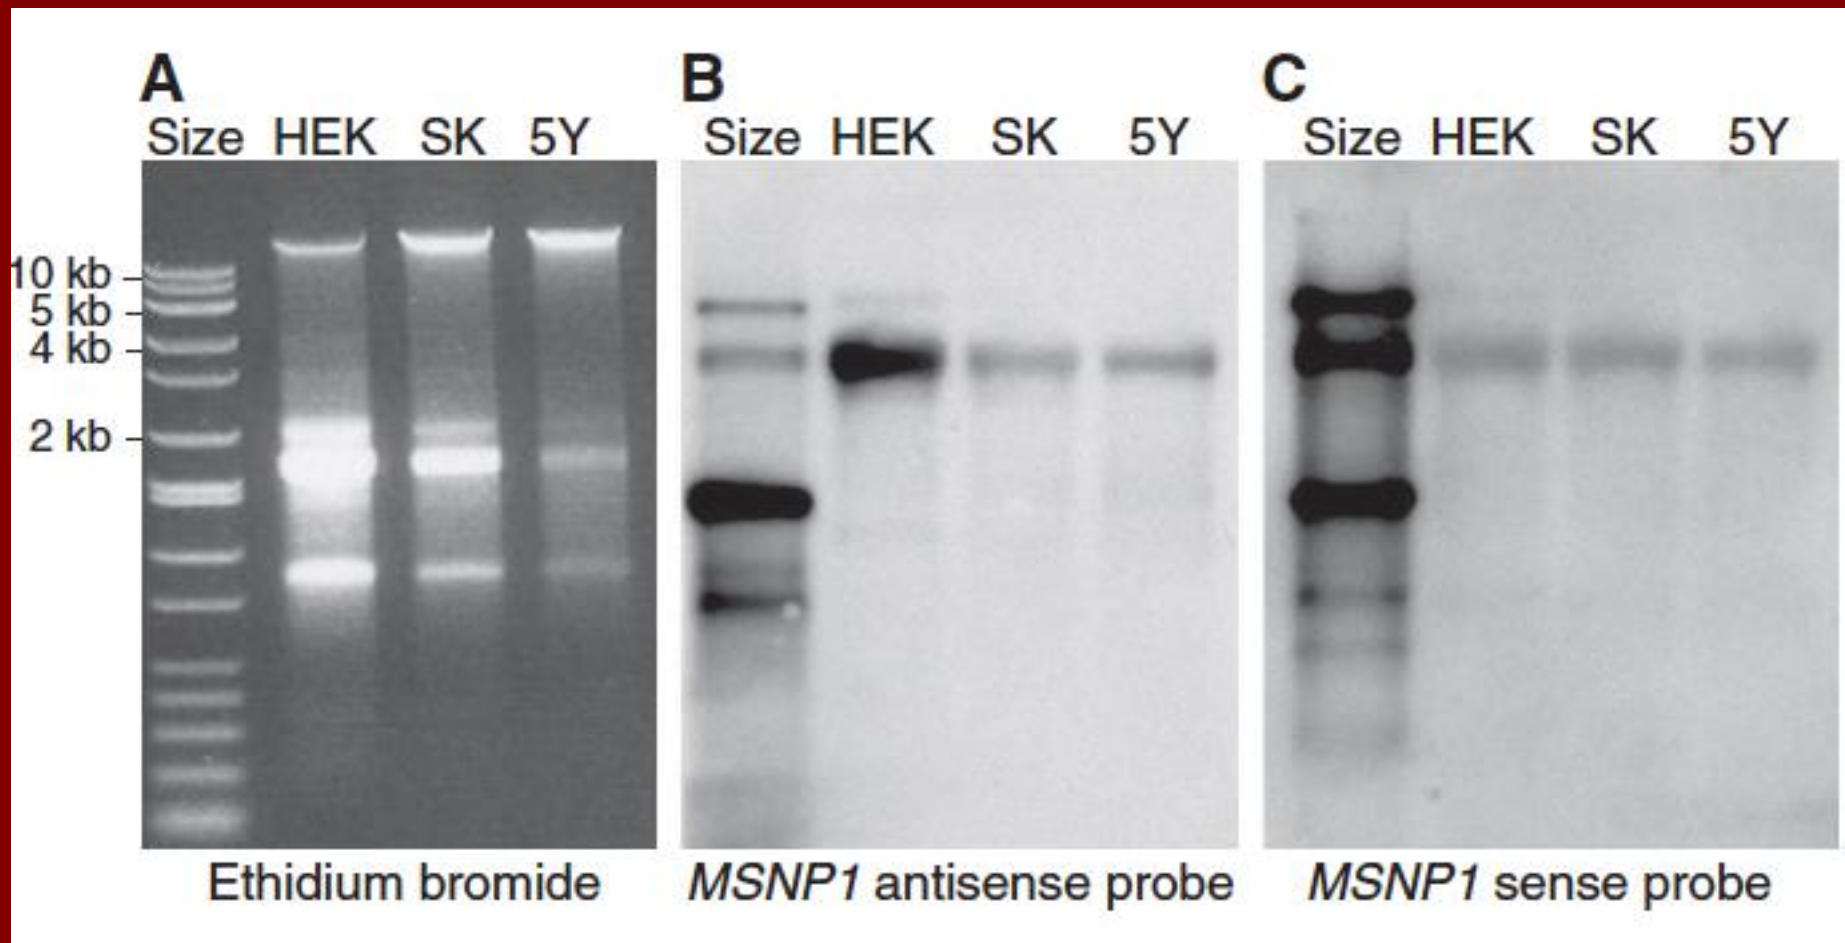 A
B
C
Size HEK SK 5Y
Size HEK SK 5Y
Size HEK SK 5Y
10 kb
5 kb
4 kb
2 kb
Ethidium bromide
MSNP1 antisense probe
MSNP1 sense probe